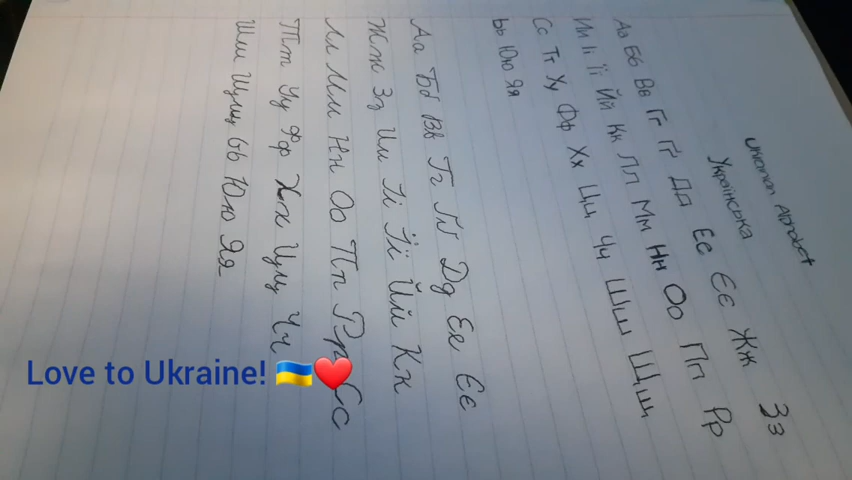 Ukrainian Alphabet
Українська
Аа Бб Вв Гг Ґґ Дд Ее Єє Жж Зз
Ии Іі Її Йй Кк Лл Мм Нн Оо Пп Рр
Сс Тт Уу Фф Хх Цц Чч Шш Щщ
Ьь Юю Яя
Аа Бб Вв Гг Ґґ Дд Ее Єє
Жж Зз Ии Іі Її Йй Кк
Лл Мм Нн Оо Пп Рр Сс
Тт Уу Фф Хх Цц Чч
Шш Щщ Ьь Юю Яя
Love to Ukraine! 🇺🇦❤️